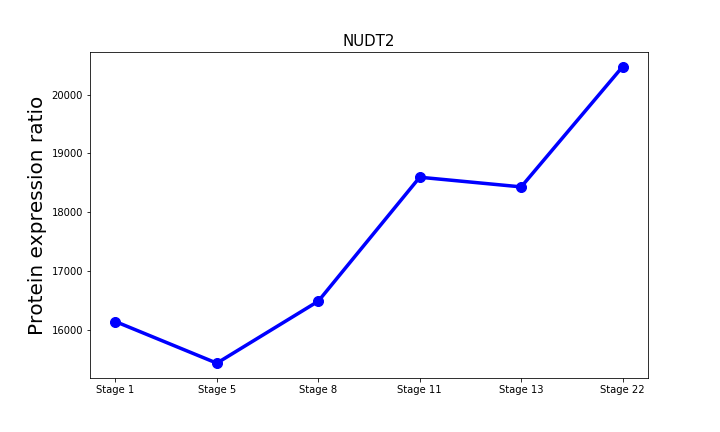 NUDT2
Protein expression ratio
20000
19000
18000
17000
16000
Stage 1
Stage 5
Stage 8
Stage 11
Stage 13
Stage 22